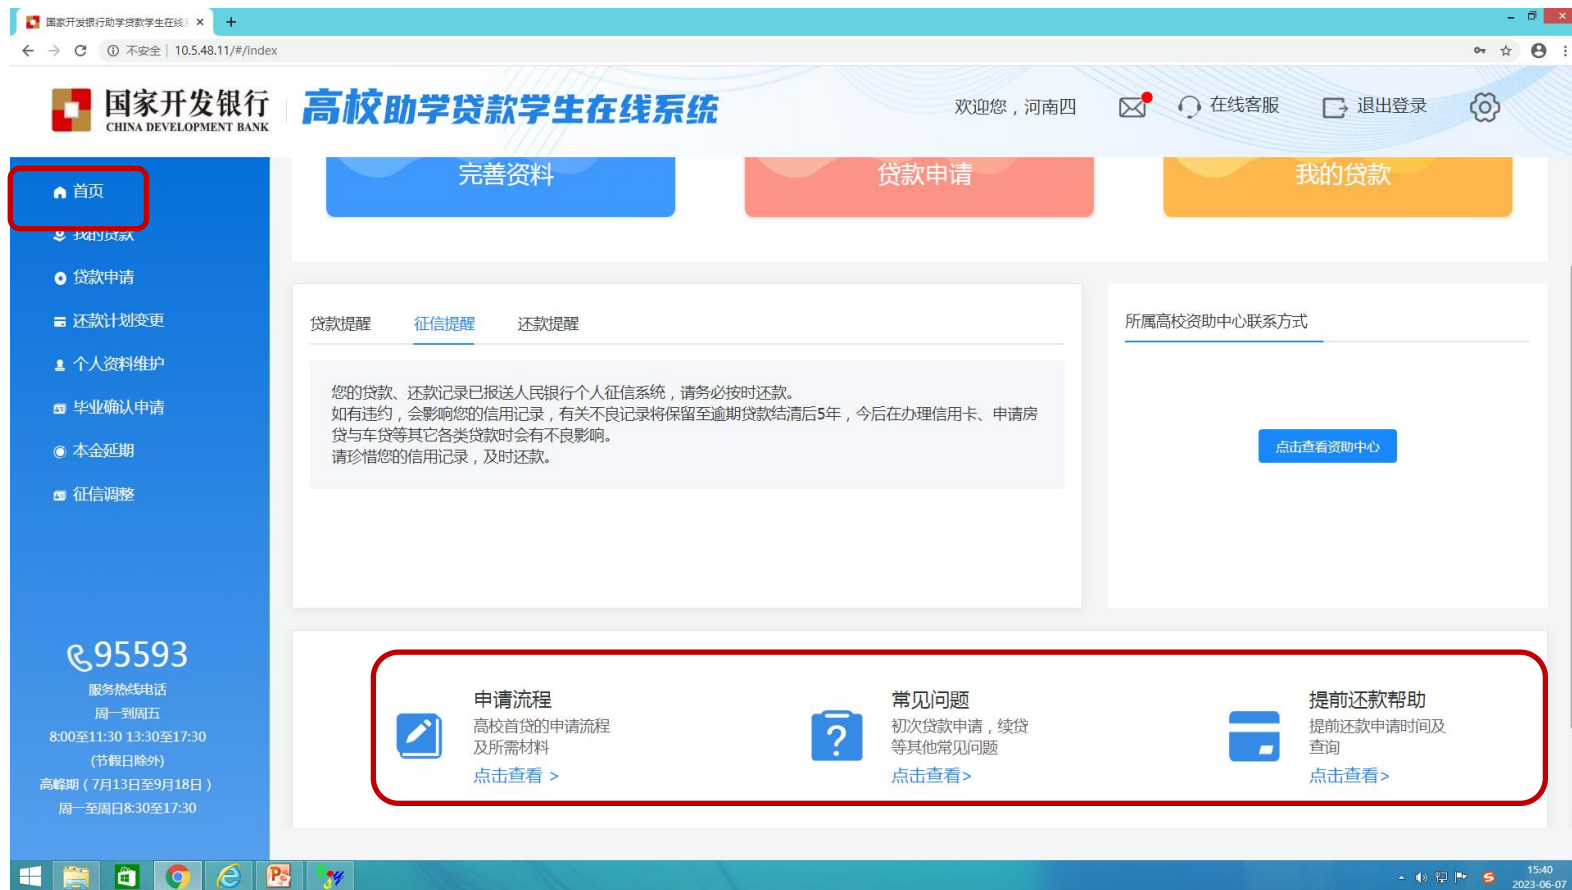 国家开发银行助学贷款学生在线
不安全 | 10.5.48.11/#/index
国家开发银行
CHINA DEVELOPMENT BANK
高校助学贷款学生在线系统
欢迎您，河南四
在线客服
退出登录
首页
我的贷款
贷款申请
还款计划变更
个人资料维护
毕业确认申请
本金延期
征信调整
95593
服务热线电话
周一到周五
8:00至11:30 13:30至17:30
(节假日除外)
高峰期（7月13日至9月18日）
周一至周日8:30至17:30
完善资料
贷款申请
我的贷款
贷款提醒 征信提醒 还款提醒
您的贷款、还款记录已报送人民银行个人征信系统，请务必按时还款。
如有违约，会影响您的信用记录，有关不良记录将保留至逾期贷款结清后5年，今后在办理信用卡、申请房
贷与车贷等其它各类贷款时会有不良影响。
请珍惜您的信用记录，及时还款。
所属高校资助中心联系方式
点击查看资助中心
申请流程
高校首贷的申请流程
及所需材料
点击查看 >
常见问题
初次贷款申请，续贷
等其他常见问题
点击查看>
提前还款帮助
提前还款申请时间及
查询
点击查看>
15:40
2023-06-07